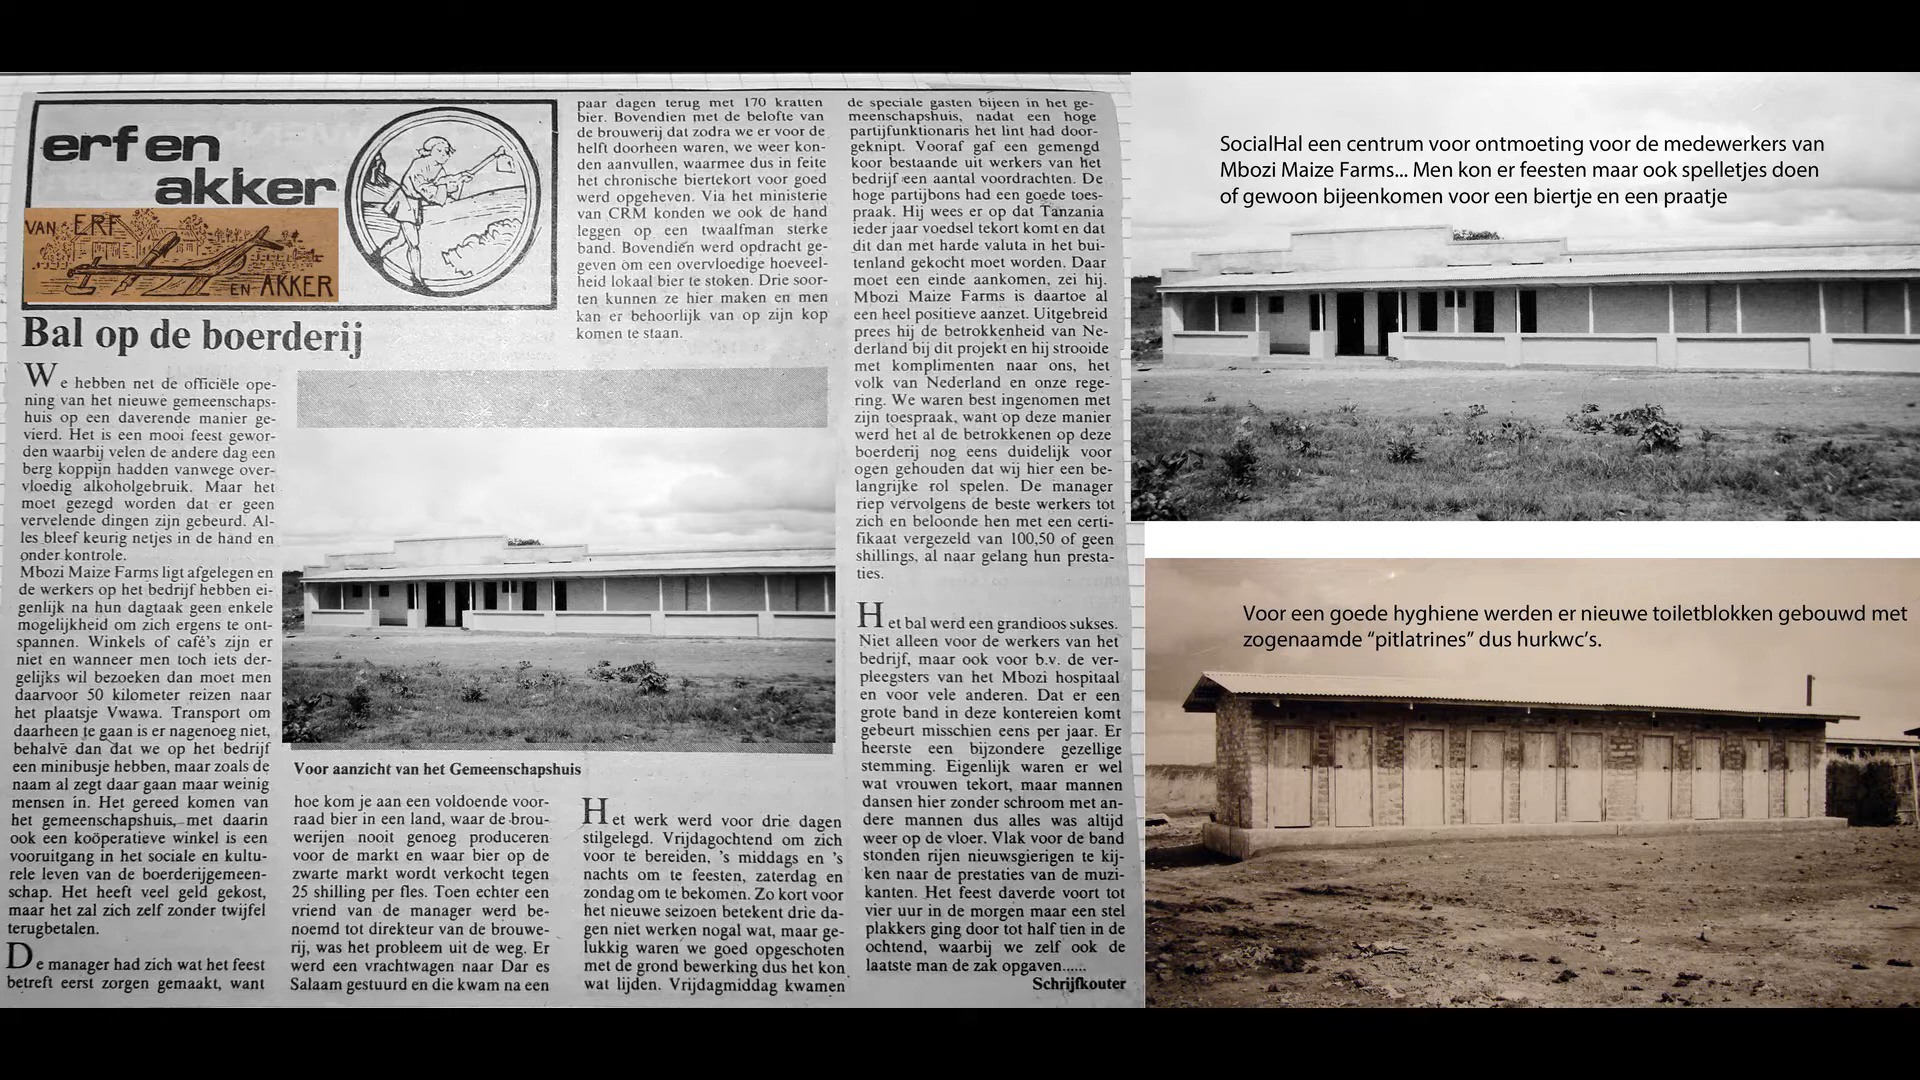 erf en
akker
VAN ERF
EN AKKER
Bal op de boerderij
We hebben net de officiële ope-
ning van het nieuwe gemeenschaps-
huis op een daverende manier ge-
vierd. Het is een mooi feest gewor-
den waarbij velen de andere dag een
berg koppijn hadden vanwege over-
vloedig alkoholgebruik. Maar het
moet gezegd worden dat er geen
vervelende dingen zijn gebeurd. Al-
les bleef keurig netjes in de hand en
onder kontrole.
Mbozi Maize Farms ligt afgelegen en
de werkers op het bedrijf hebben ei-
genlijk na hun dagtaak geen enkele
mogelijkheid om zich ergens te ont-
spannen. Winkels of café's zijn er
niet en wanneer men toch iets der-
gelijks wil bezoeken dan moet men
daarvoor 50 kilometer reizen naar
het plaatsje Vwawa. Transport om
daarheen te gaan is er nagenoeg niet,
behalve dan dat we op het bedrijf
een minibusje hebben, maar zoals de
naam al zegt daar gaan maar weinig
mensen in. Het gereed komen van
het gemeenschapshuis, met daarin
ook een koöperatieve winkel is een
vooruitgang in het sociale en kultu-
rele leven van de boerderijgemeen-
schap. Het heeft veel geld gekost,
maar het zal zich zelf zonder twijfel
terugbetalen.
De manager had zich wat het feest
betreft eerst zorgen gemaakt, want
Voor aanzicht van het Gemeenschapshuis
hoe kom je aan een voldoende voor-
raad bier in een land, waar de brou-
werijen nooit genoeg produceren
voor de markt en waar bier op de
zwarte markt wordt verkocht tegen
25 shilling per fles. Toen echter een
vriend van de manager werd be-
noemd tot direkteur van de brouwe-
rij, was het probleem uit de weg. Er
werd een vrachtwagen naar Dar es
Salaam gestuurd en die kwam na een
paar dagen terug met 170 kratten
bier. Bovendien met de belofte van
de brouwerij dat zodra we er voor de
helft doorheen waren, we weer kon-
den aanvullen, waarmee dus in feite
het chronische biertekort voor goed
werd opgeheven. Via het ministerie
van CRM konden we ook de hand
leggen op een twaalfman sterke
band. Bovendien werd opdracht ge-
geven om een overvloedige hoeveel-
heid lokaal bier te stoken. Drie soor-
ten kunnen ze hier maken en men
kan er behoorlijk van op zijn kop
komen te staan.
Het werk werd voor drie dagen
stilgelegd. Vrijdagochtend om zich
voor te bereiden, 's middags en 's
nachts om te feesten, zaterdag en
zondag om te bekomen. Zo kort voor
het nieuwe seizoen betekent drie da-
gen niet werken nogal wat, maar ge-
lukkig waren we goed opgeschoten
met de grond bewerking dus het kon
wat lijden. Vrijdagmiddag kwamen
de speciale gasten bijeen in het ge-
meenschapshuis, nadat een hoge
partijfunktionaris het lint had door-
geknipt. Vooraf gaf een gemengd
koor bestaande uit werkers van het
bedrijf een aantal voordrachten. De
hoge partijbons had een goede toes-
praak. Hij wees er op dat Tanzania
ieder jaar voedsel tekort komt en dat
dit dan met harde valuta in het bui-
tenland gekocht moet worden. Daar
moet een einde aankomen, zei hij.
Mbozi Maize Farms is daartoe al
een heel positieve aanzet. Uitgebreid
prees hij de betrokkenheid van Ne-
derland bij dit projekt en hij strooide
met komplimenten naar ons, het
volk van Nederland en onze rege-
ring. We waren best ingenomen met
zijn toespraak, want op deze manier
werd het al de betrokkenen op deze
boerderij nog eens duidelijk voor
ogen gehouden dat wij hier een be-
langrijke rol spelen. De manager
riep vervolgens de beste werkers tot
zich en beloonde hen met een certi-
fikaat vergezeld van 100,50 of geen
shillings, al naar gelang hun presta-
ties.
Het bal werd een grandioos sukses.
Niet alleen voor de werkers van het
bedrijf, maar ook voor b.v. de ver-
pleegsters van het Mbozi hospitaal
en voor vele anderen. Dat er een
grote band in deze kontereien komt
gebeurt misschien eens per jaar. Er
heerste een bijzondere gezellige
stemming. Eigenlijk waren er wel
wat vrouwen tekort, maar mannen
dansen hier zonder schroom met an-
dere mannen dus alles was altijd
weer op de vloer. Vlak voor de band
stonden rijen nieuwsgierigen te kij-
ken naar de prestaties van de muzi-
kanten. Het feest daverde voort tot
vier uur in de morgen maar een stel
plakkers ging door tot half tien in de
ochtend, waarbij we zelf ook de
laatste man de zak opgaven......
Schrijfkouter
SocialHal een centrum voor ontmoeting voor de medewerkers van
Mbozi Maize Farms... Men kon er feesten maar ook spelletjes doen
of gewoon bijeenkomen voor een biertje en een praatje
Voor een goede hyghiene werden er nieuwe toiletblokken gebouwd met
zogenaamde “pitlatrines” dus hurkwc’s.